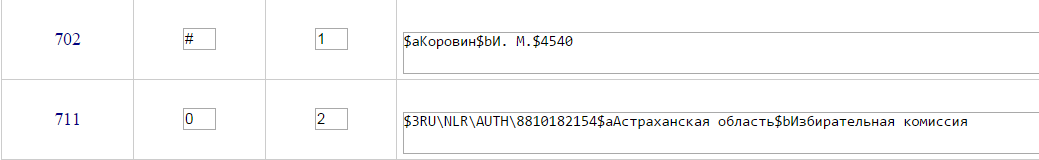 702 # 1 $aКоровин$bИ. М.$4540
711 0 2 $3RU\NLR\AUTH\8810182154$aАстраханская область$bИзбирательная комиссия